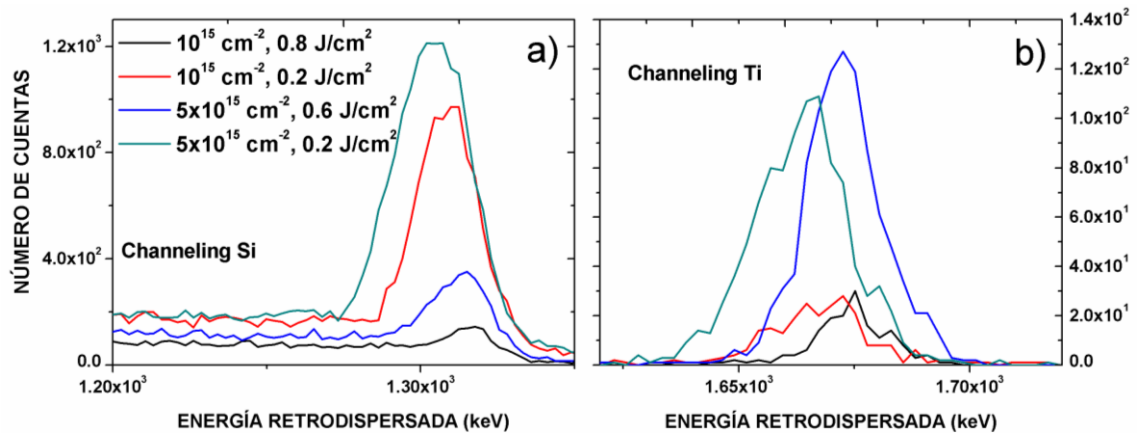 NÚMERO DE CUENTAS
1.2x10³
8.0x10²
4.0x10²
0.0
10¹⁵ cm⁻², 0.8 J/cm²
10¹⁵ cm⁻², 0.2 J/cm²
5x10¹⁵ cm⁻², 0.6 J/cm²
5x10¹⁵ cm⁻², 0.2 J/cm²
a)
Channeling Si
1.20x10³
1.30x10³
ENERGÍA RETRODISPERSADA (keV)
Channeling Ti
b)
1.4x10²
1.2x10²
1.0x10²
8.0x10¹
6.0x10¹
4.0x10¹
2.0x10¹
0.0
1.65x10³
1.70x10³
ENERGÍA RETRODISPERSADA (keV)